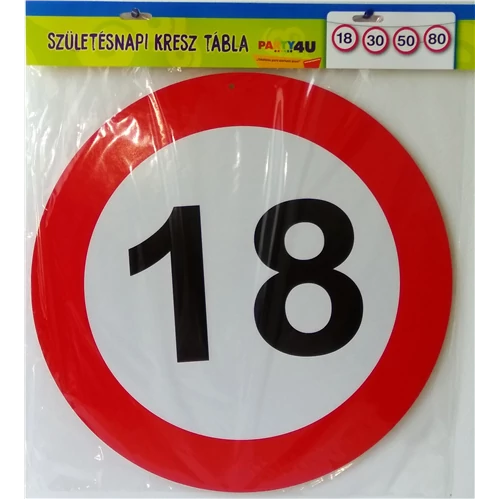 SZÜLETÉSNAPI KRESZ TÁBLA
PARTY4U
18 30 50 80
18